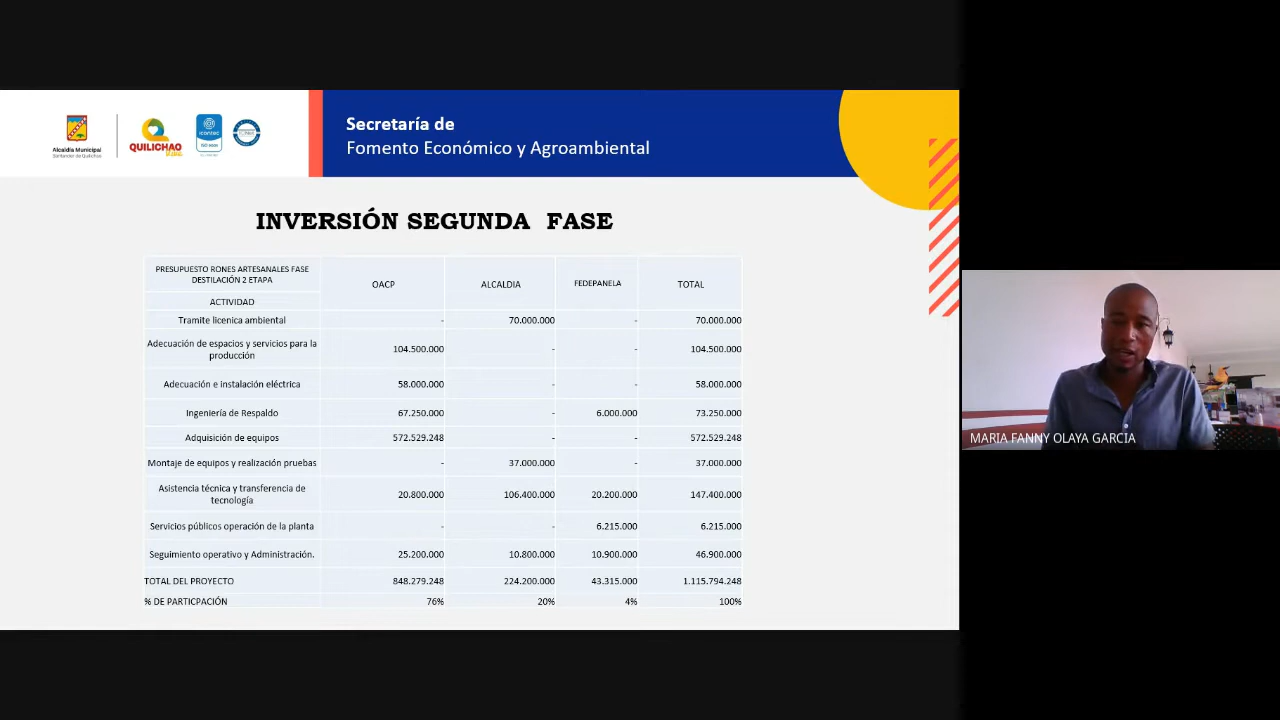 Alcaldía Municipal
Santander de Quilichao
QUILICHAO
icontec
ISO 9001
Secretaría de
Fomento Económico y Agroambiental
INVERSIÓN SEGUNDA FASE
PRESUPUESTO RONES ARTESANALES FASE
DESTILACIÓN 2 ETAPA
ACTIVIDAD
OACP ALCALDIA FEDEPANELA TOTAL
Tramite licenica ambiental - 70.000.000 - 70.000.000
Adecuación de espacios y servicios para la
producción 104.500.000 - - 104.500.000
Adecuación e instalación eléctrica 58.000.000 - - 58.000.000
Ingeniería de Respaldo 67.250.000 - 6.000.000 73.250.000
Adquisición de equipos 572.529.248 - - 572.529.248
Montaje de equipos y realización pruebas - 37.000.000 - 37.000.000
Asistencia técnica y transferencia de
tecnología 20.800.000 106.400.000 20.200.000 147.400.000
Servicios públicos operación de la planta - - 6.215.000 6.215.000
Seguimiento operativo y Administración. 25.200.000 10.800.000 10.900.000 46.900.000
TOTAL DEL PROYECTO 848.279.248 224.200.000 43.315.000 1.115.794.248
% DE PARTICPACIÓN 76% 20% 4% 100%
MARIA FANNY OLAYA GARCIA